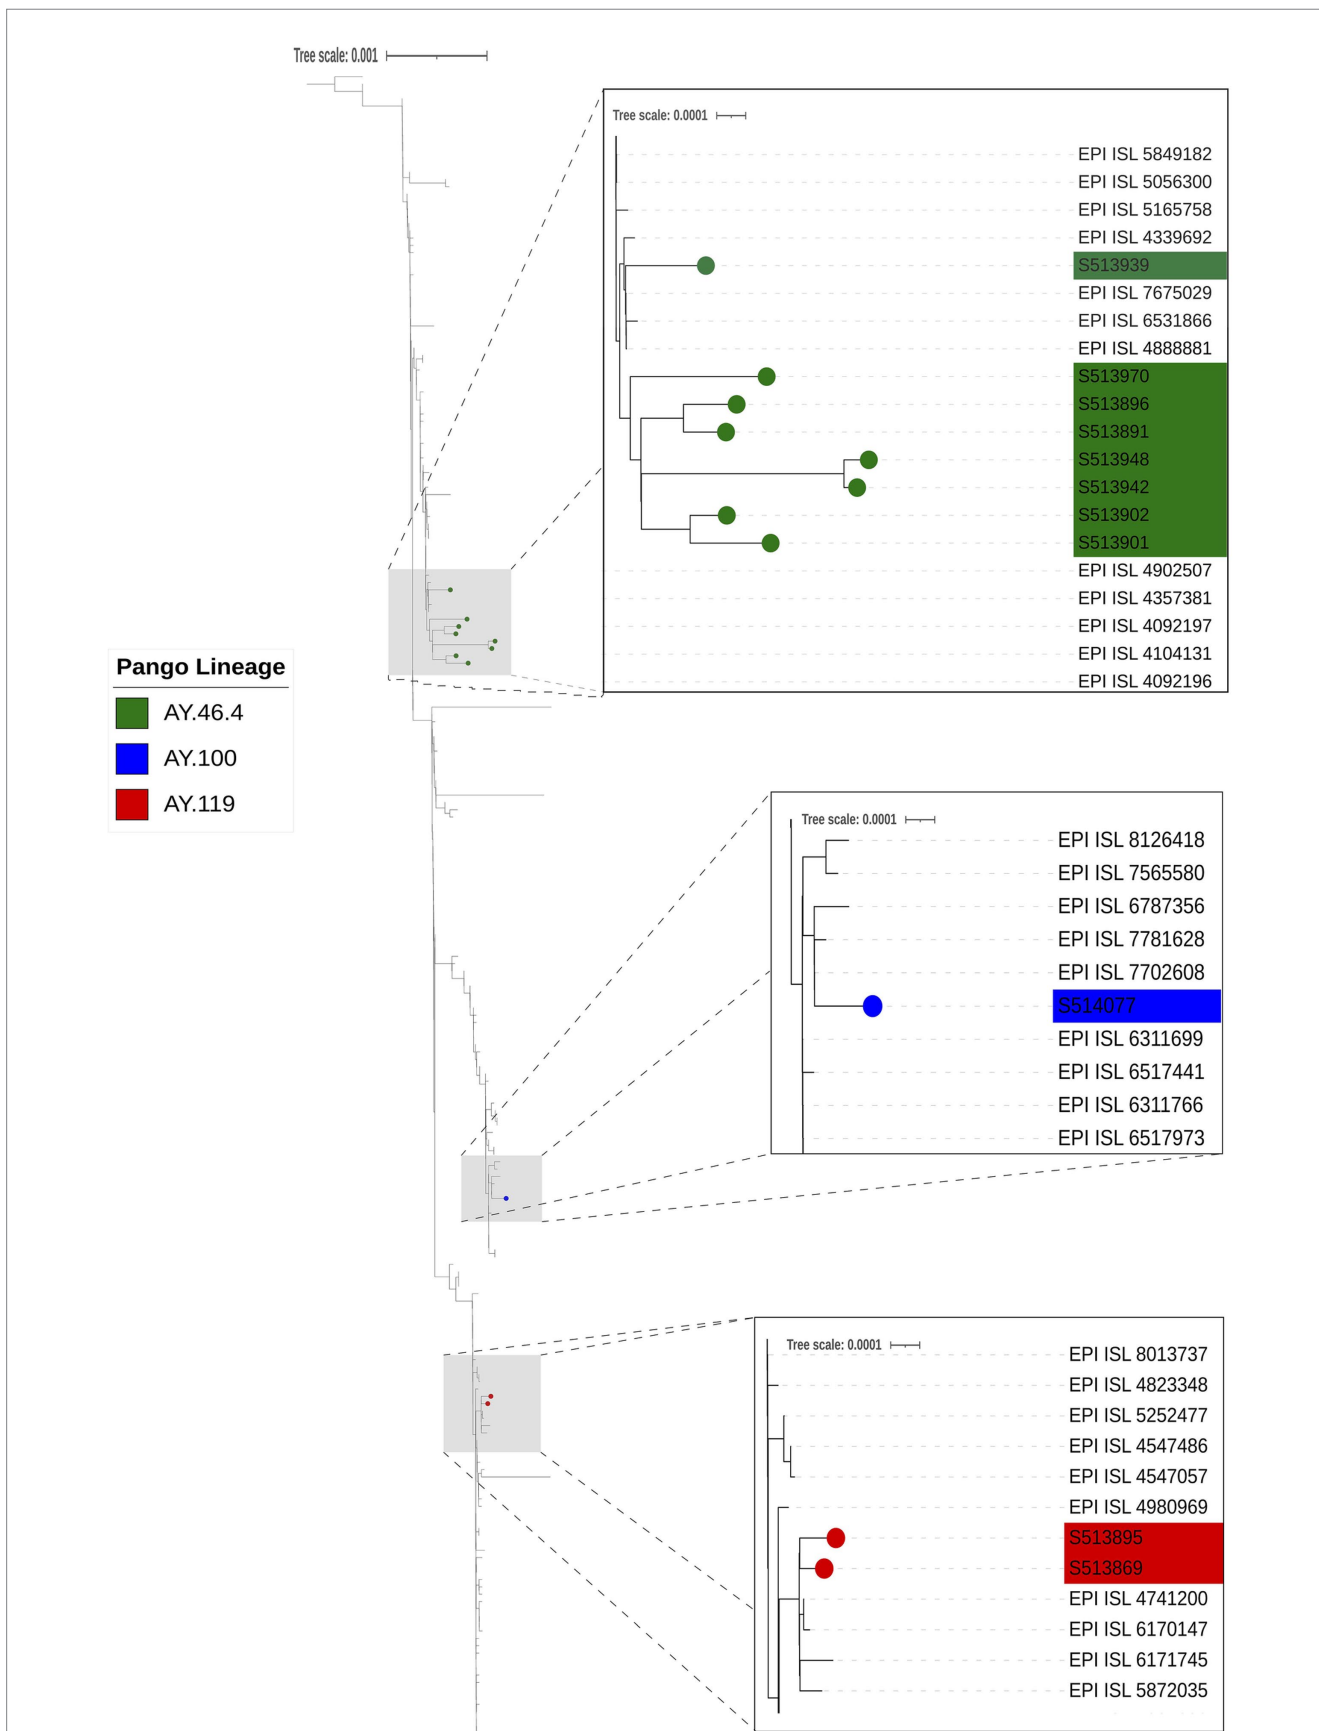 Tree scale: 0.001
Tree scale: 0.0001
EPI ISL 5849182
EPI ISL 5056300
EPI ISL 5165758
EPI ISL 4339692
S513939
EPI ISL 7675029
EPI ISL 6531866
EPI ISL 4888881
S513970
S513896
S513891
S513948
S513942
S513902
S513901
EPI ISL 4902507
EPI ISL 4357381
EPI ISL 4092197
EPI ISL 4104131
EPI ISL 4092196
Pango Lineage
AY.46.4
AY.100
AY.119
Tree scale: 0.0001
EPI ISL 8126418
EPI ISL 7565580
EPI ISL 6787356
EPI ISL 7781628
EPI ISL 7702608
S514077
EPI ISL 6311699
EPI ISL 6517441
EPI ISL 6311766
EPI ISL 6517973
Tree scale: 0.0001
EPI ISL 8013737
EPI ISL 4823348
EPI ISL 5252477
EPI ISL 4547486
EPI ISL 4547057
EPI ISL 4980969
S513895
S513869
EPI ISL 4741200
EPI ISL 6170147
EPI ISL 6171745
EPI ISL 5872035